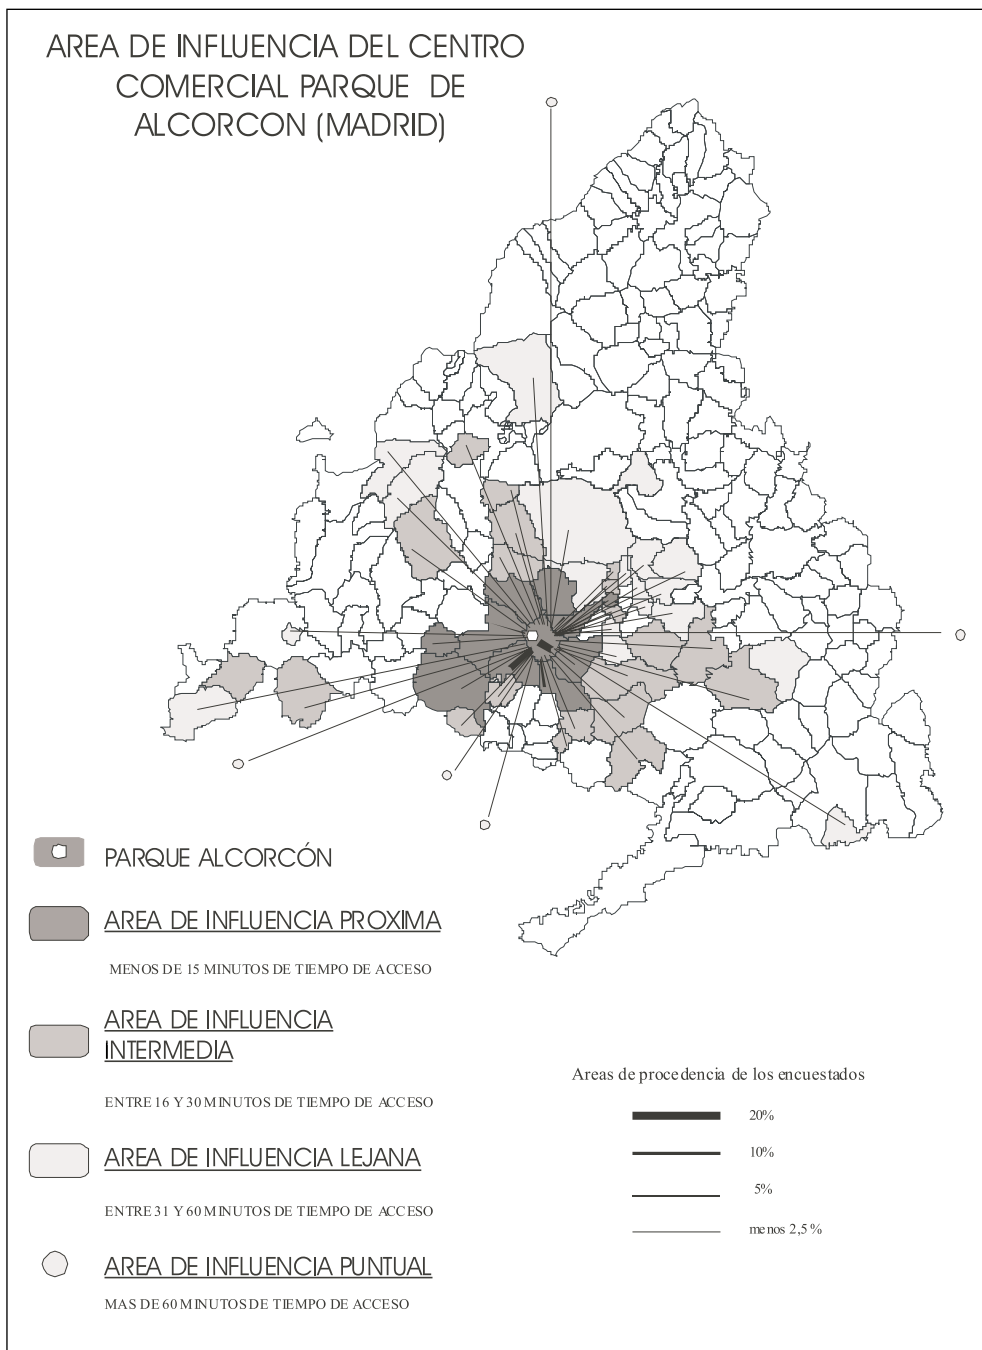 AREA DE INFLUENCIA DEL CENTRO
COMERCIAL PARQUE DE
ALCORCON (MADRID)
PARQUE ALCORCÓN
AREA DE INFLUENCIA PROXIMA
MENOS DE 15 MINUTOS DE TIEMPO DE ACCESO
AREA DE INFLUENCIA
INTERMEDIA
ENTRE 16 Y 30 MINUTOS DE TIEMPO DE ACCESO
AREA DE INFLUENCIA LEJANA
ENTRE 31 Y 60 MINUTOS DE TIEMPO DE ACCESO
AREA DE INFLUENCIA PUNTUAL
MAS DE 60 MINUTOS DE TIEMPO DE ACCESO
Areas de procedencia de los encuestados
20%
10%
5%
menos 2,5 %